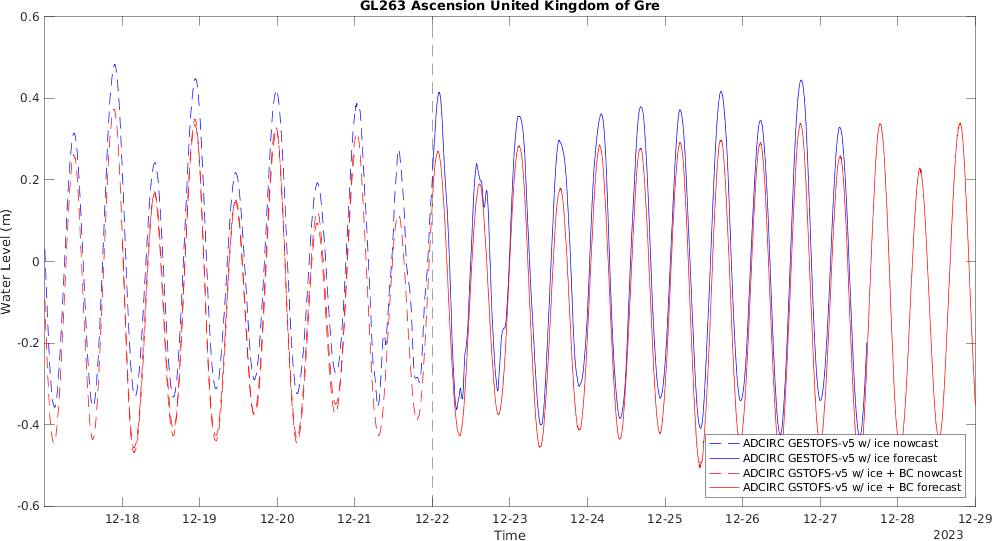 GL263 Ascension United Kingdom of Gre
0.6
0.4
0.2
0
-0.2
-0.4
-0.6
Water Level (m)
12-18 12-19 12-20 12-21 12-22 12-23 12-24 12-25 12-26 12-27 12-28 12-29
Time
2023
ADCIRC GESTOFS-v5 w/ ice nowcast
ADCIRC GESTOFS-v5 w/ ice forecast
ADCIRC GSTOFS-v5 w/ ice + BC nowcast
ADCIRC GSTOFS-v5 w/ ice + BC forecast